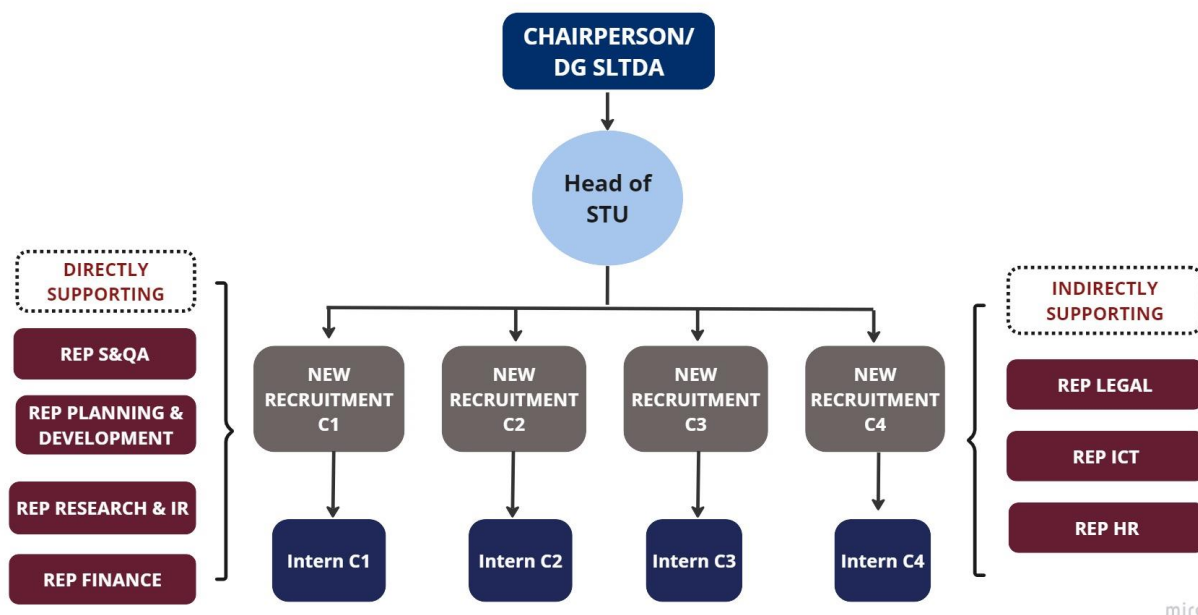 CHAIRPERSON/
DG SLTDA
Head of
STU
DIRECTLY
SUPPORTING
REP S&QA
REP PLANNING &
DEVELOPMENT
REP RESEARCH & IR
REP FINANCE
NEW
RECRUITMENT
C1
NEW
RECRUITMENT
C2
NEW
RECRUITMENT
C3
NEW
RECRUITMENT
C4
Intern C1
Intern C2
Intern C3
Intern C4
INDIRECTLY
SUPPORTING
REP LEGAL
REP ICT
REP HR